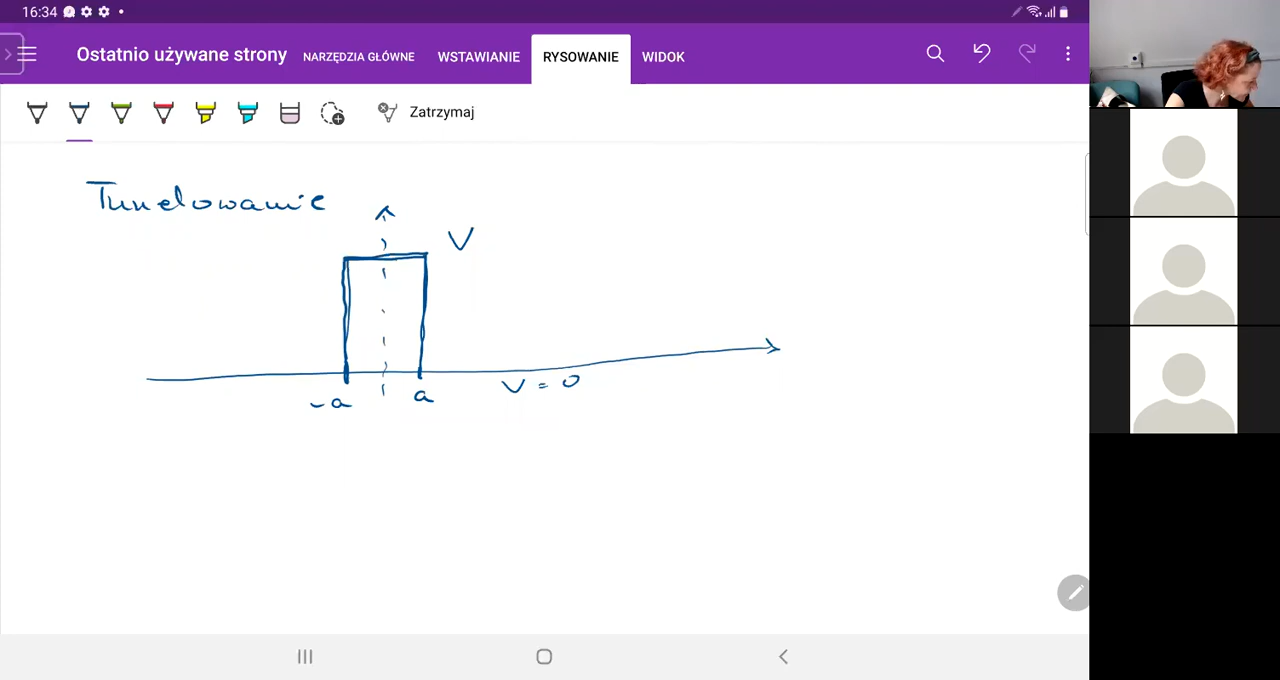 16:34
Ostatnio używane strony NARZĘDZIA GŁÓWNE WSTAWIANIE RYSOWANIE WIDOK
Zatrzymaj
Tunelowanie
V
V = 0
-a a